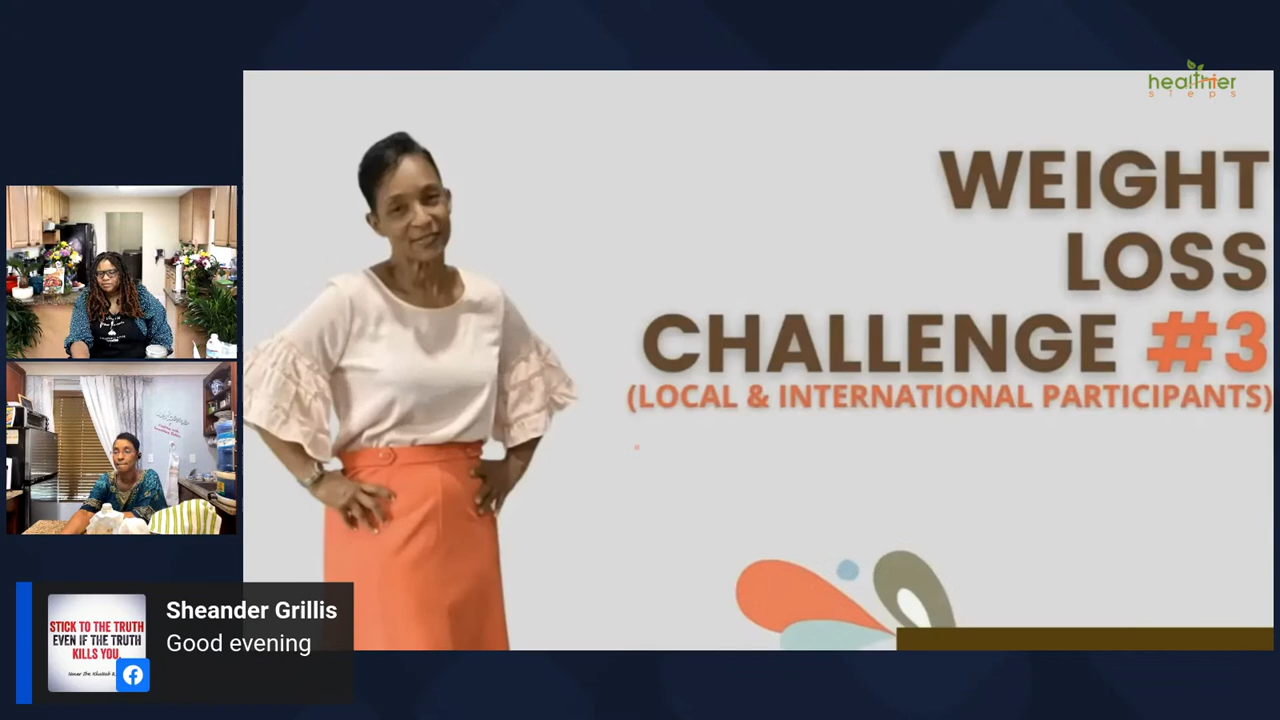 healthier
steps
WEIGHT
LOSS
CHALLENGE #3
(LOCAL & INTERNATIONAL PARTICIPANTS)
Sheander Grillis
Good evening
STICK TO THE TRUTH
EVEN IF THE TRUTH
KILLS YOU.